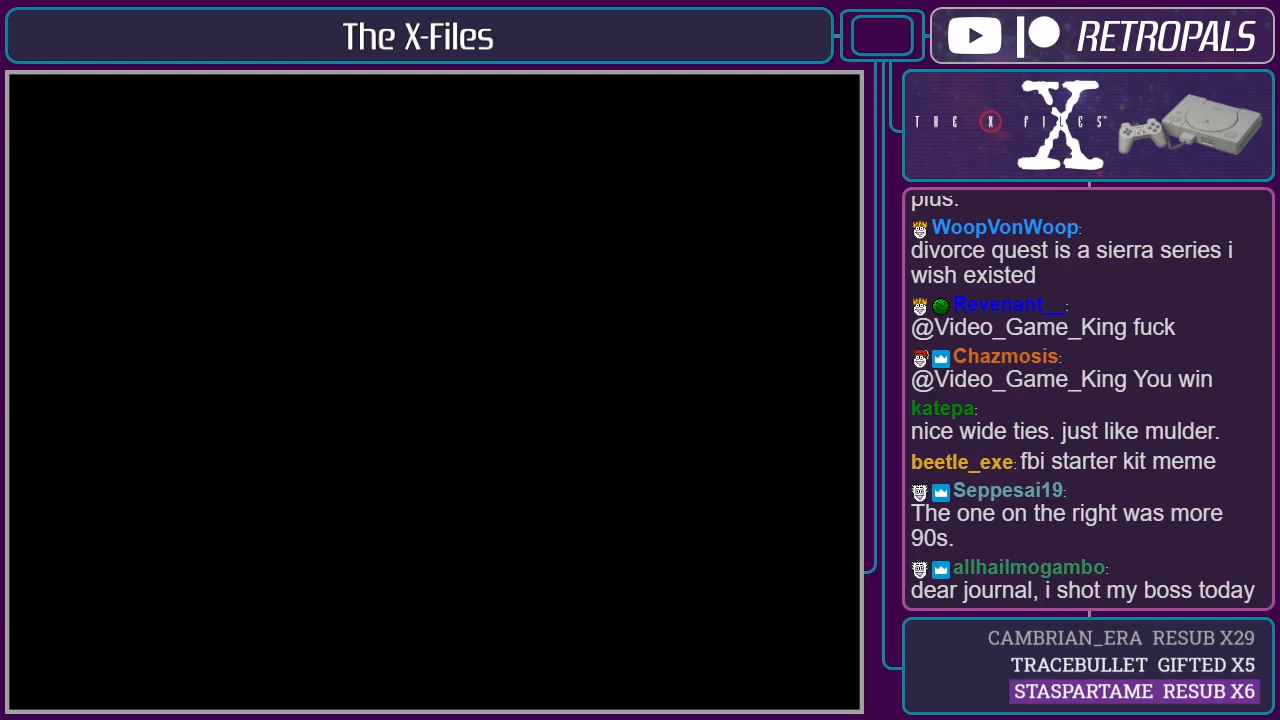 The X-Files
RETROPALS
THE X FILES™
X
plus.
WoopVonWoop:
divorce quest is a sierra series i
wish existed
Revenant__:
@Video_Game_King fuck
Chazmosis:
@Video_Game_King You win
katepa:
nice wide ties. just like mulder.
beetle_exe: fbi starter kit meme
Seppesai19:
The one on the right was more
90s.
allhailmogambo:
dear journal, i shot my boss today
CAMBRIAN_ERA RESUB X29
TRACEBULLET GIFTED X5
STASPARTAME RESUB X6